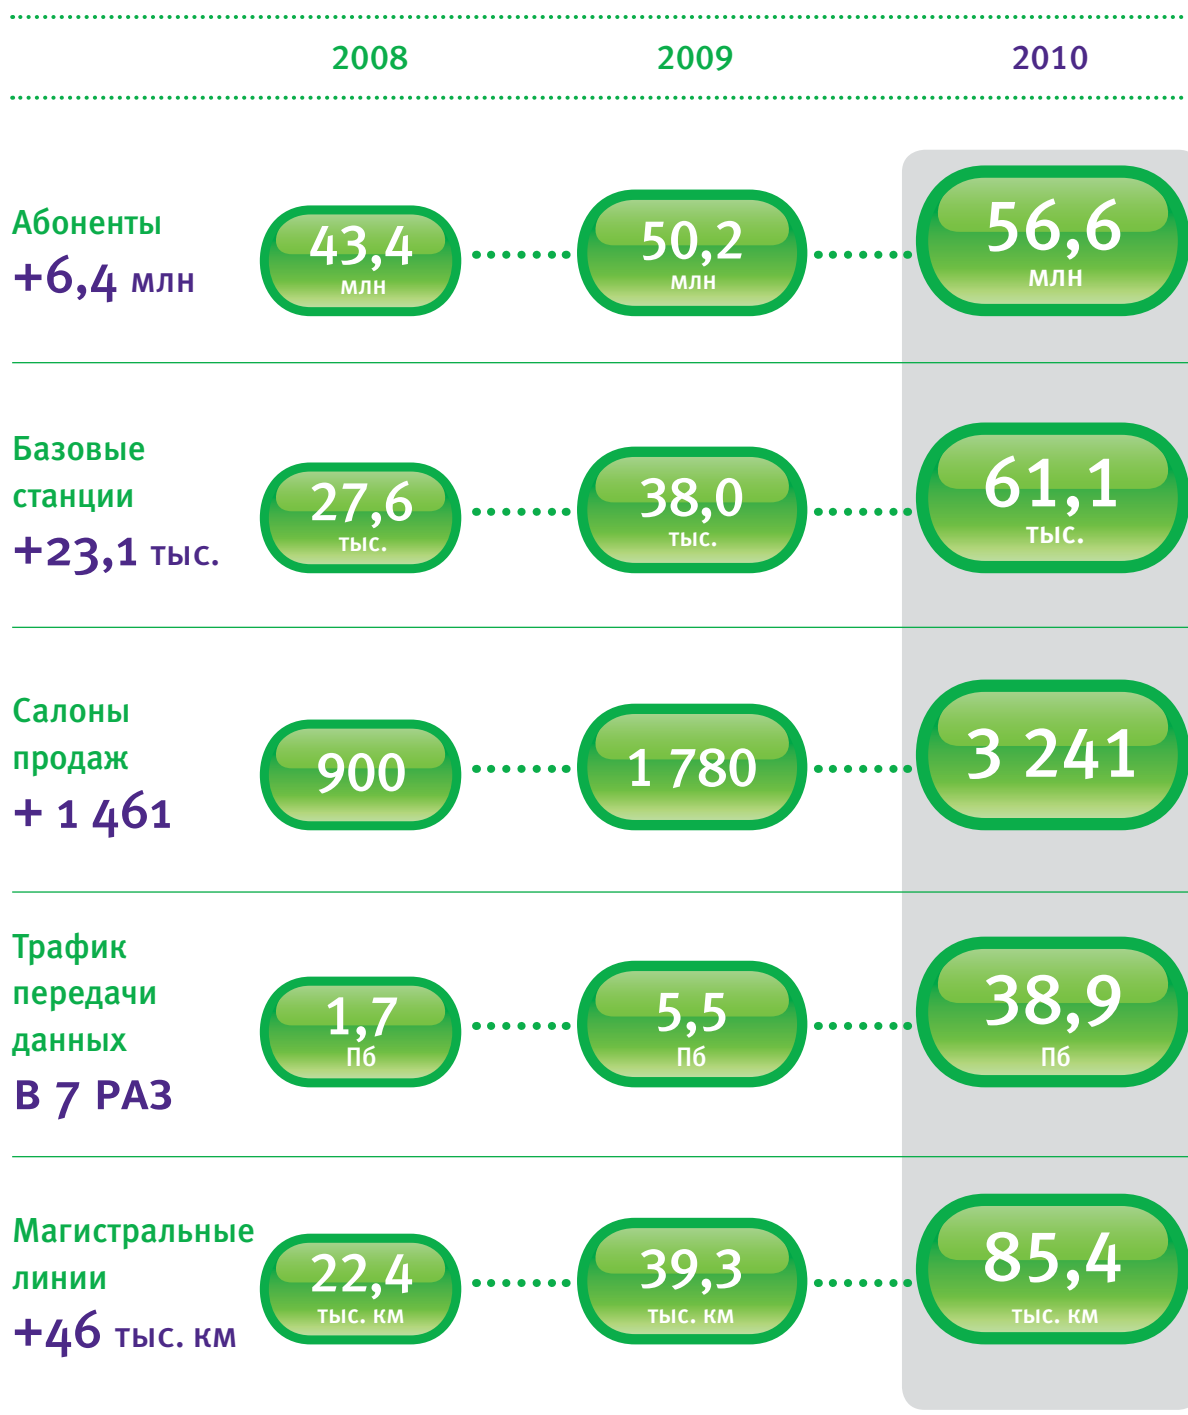 2008 2009 2010
Абоненты
+6,4 млн
43,4
млн
50,2
млн
56,6
млн
Базовые
станции
+23,1 тыс.
27,6
тыс.
38,0
тыс.
61,1
тыс.
Салоны
продаж
+ 1 461
900
1 780
3 241
Трафик
передачи
данных
В 7 РАЗ
1,7
Пб
5,5
Пб
38,9
Пб
Магистральные
линии
+46 тыс. км
22,4
тыс. км
39,3
тыс. км
85,4
тыс. км